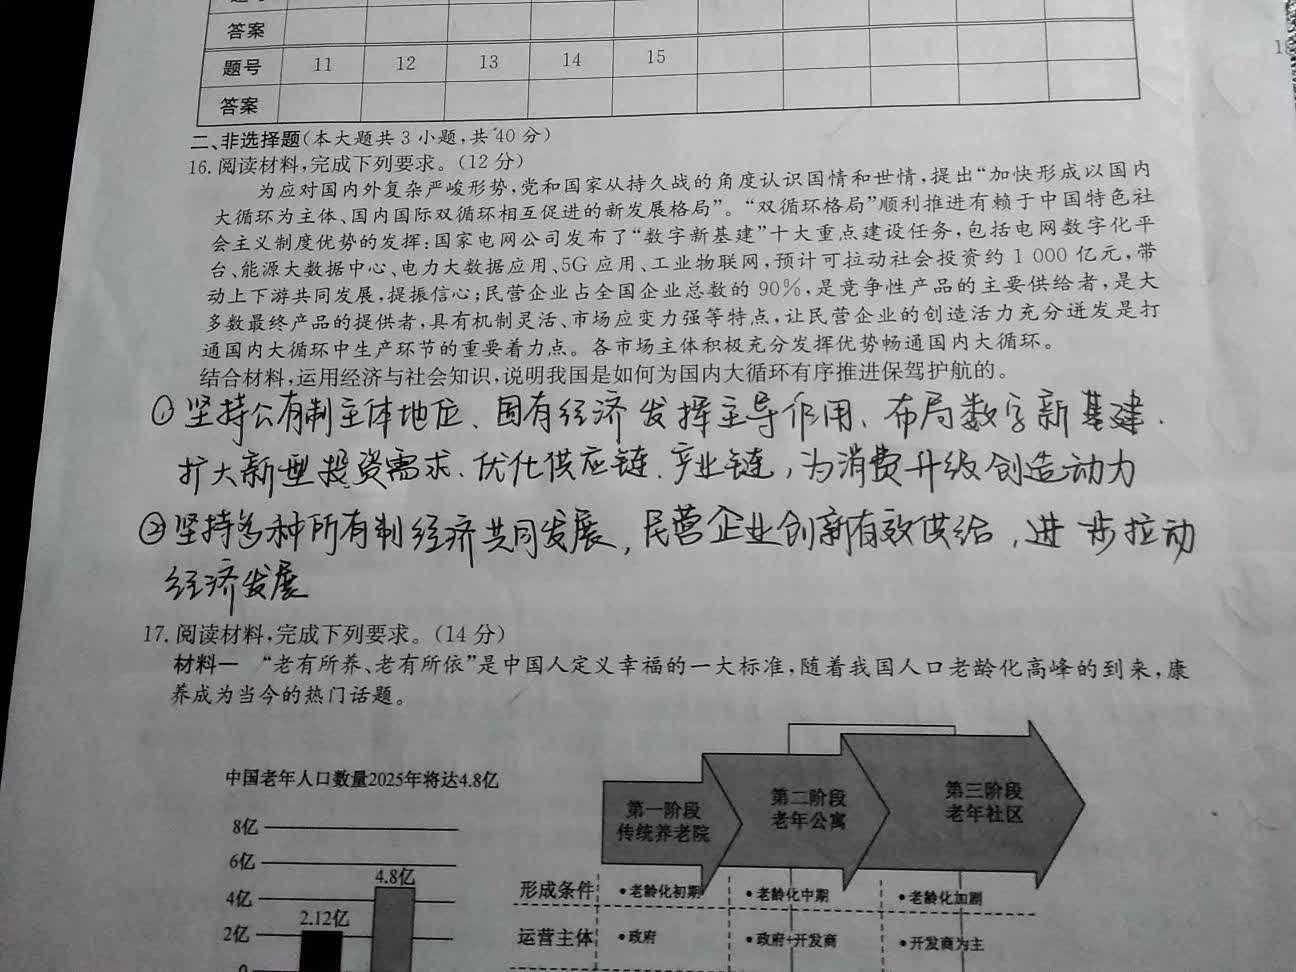 答案
题号 11 12 13 14 15
答案
二、非选择题(本大题共3小题,共40分)
16.阅读材料,完成下列要求。(12分)
为应对国内外复杂严峻形势,党和国家从持久战的角度认识国情和世情,提出“加快形成以国内
大循环为主体、国内国际双循环相互促进的新发展格局”。“双循环格局”顺利推进有赖于中国特色社
会主义制度优势的发挥:国家电网公司发布了“数字新基建”十大重点建设任务,包括电网数字化平
台、能源大数据中心、电力大数据应用、5G应用、工业物联网,预计可拉动社会投资约1 000亿元,带
动上下游共同发展,提振信心;民营企业占全国企业总数的90%,是竞争性产品的主要供给者,是大
多数最终产品的提供者,具有机制灵活、市场应变力强等特点,让民营企业的创造活力充分迸发是打
通国内大循环中生产环节的重要着力点。各市场主体积极充分发挥优势畅通国内大循环。
结合材料,运用经济与社会知识,说明我国是如何为国内大循环有序推进保驾护航的。
①坚持公有制主体地位、国有经济发挥主导作用、布局数字新基建、
扩大新型投资需求、优化供应链、产业链,为消费升级创造动力
②坚持多种所有制经济共同发展,民营企业创新有效供给,进步拉动
经济发展
17.阅读材料,完成下列要求。(14分)
材料一 “老有所养、老有所依”是中国人定义幸福的一大标准,随着我国人口老龄化高峰的到来,康
养成为当今的热门话题。
中国老年人口数量2025年将达4.8亿
8亿
6亿
4亿
2亿
0
2.12亿
4.8亿
第一阶段
传统养老院
第二阶段
老年公寓
第三阶段
老年社区
形成条件 •老龄化初期 •老龄化中期 •老龄化加剧
运营主体 •政府 •政府+开发商 •开发商为主